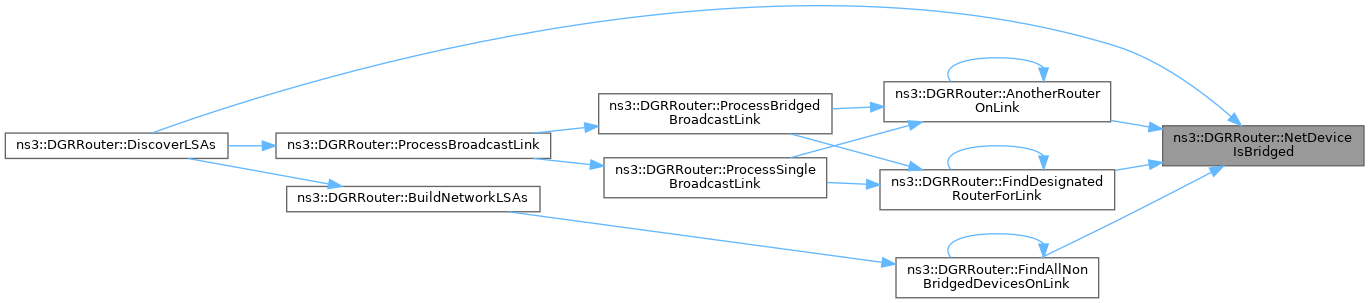 ns3::DGRRouter::DiscoverLSAs
ns3::DGRRouter::ProcessBroadcastLink
ns3::DGRRouter::BuildNetworkLSAs
ns3::DGRRouter::ProcessBridged
BroadcastLink
ns3::DGRRouter::ProcessSingle
BroadcastLink
ns3::DGRRouter::AnotherRouter
OnLink
ns3::DGRRouter::FindDesignated
RouterForLink
ns3::DGRRouter::FindAllNon
BridgedDevicesOnLink
ns3::DGRRouter::NetDevice
IsBridged